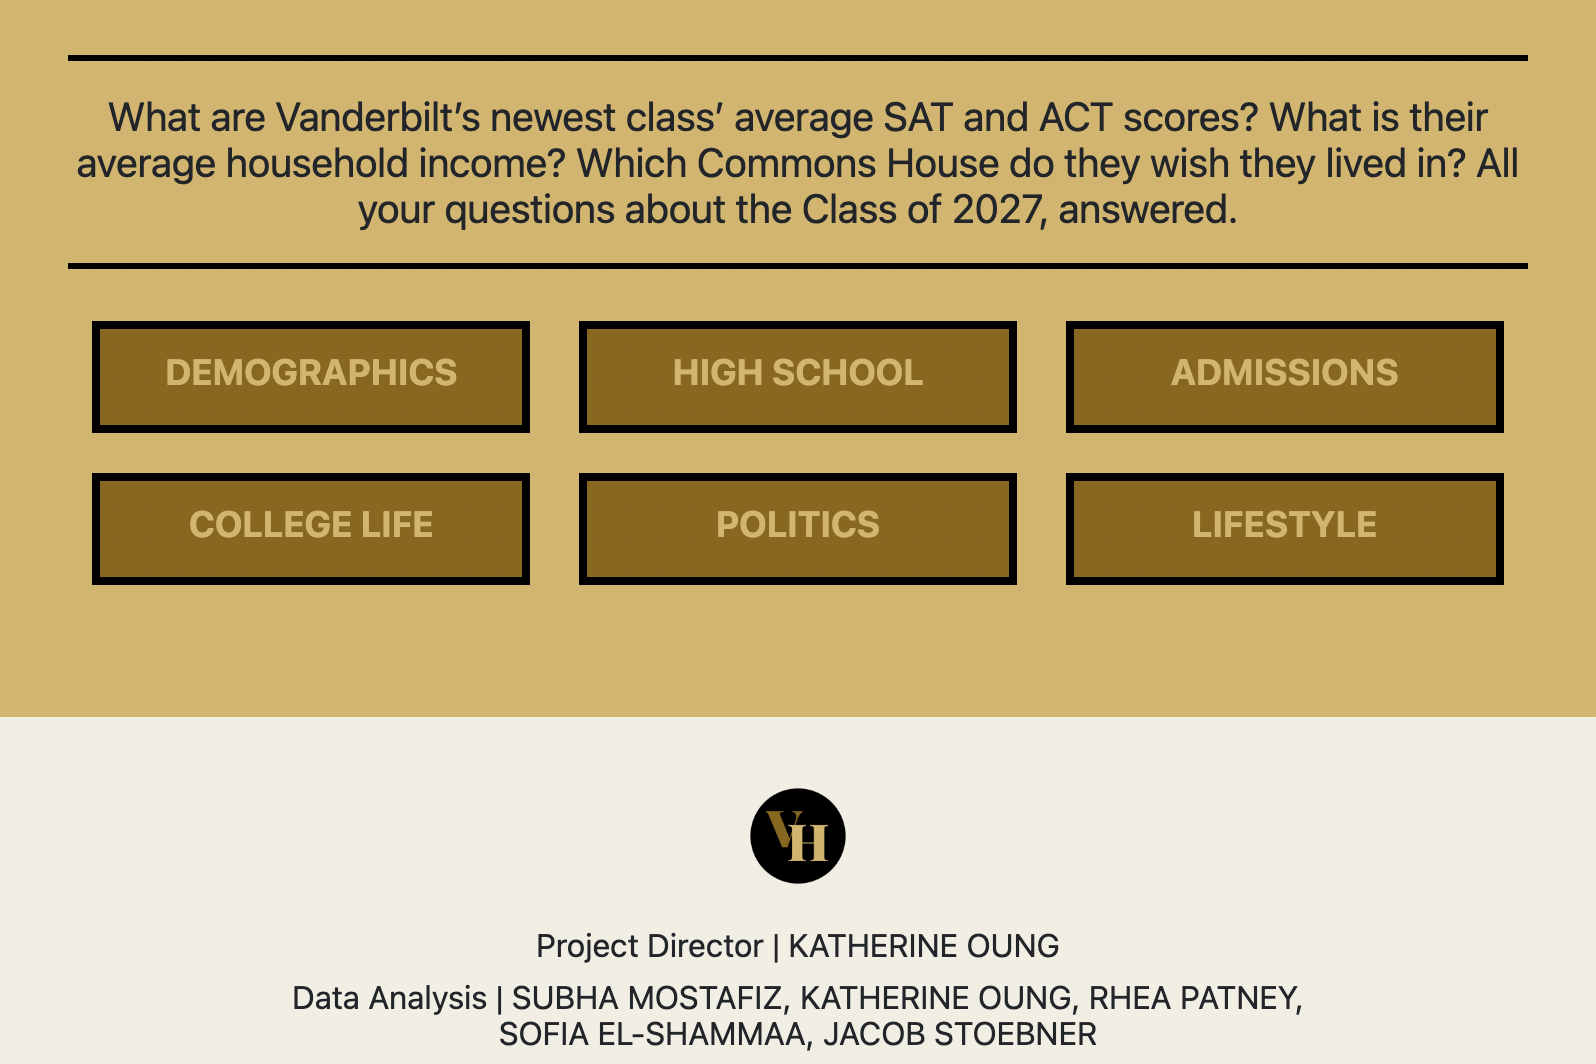 What are Vanderbilt’s newest class’ average SAT and ACT scores? What is their
average household income? Which Commons House do they wish they lived in? All
your questions about the Class of 2027, answered.
DEMOGRAPHICS
HIGH SCHOOL
ADMISSIONS
COLLEGE LIFE
POLITICS
LIFESTYLE
VH
Project Director | KATHERINE OUNG
Data Analysis | SUBHA MOSTAFIZ, KATHERINE OUNG, RHEA PATNEY,
SOFIA EL-SHAMMAA, JACOB STOEBNER